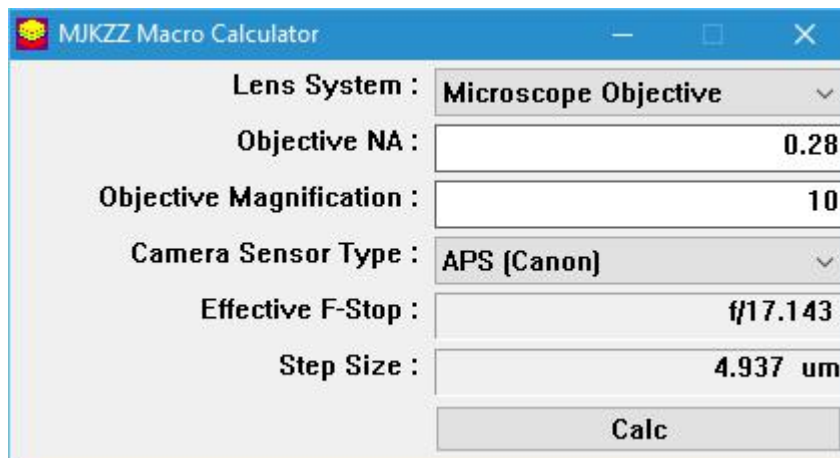 MJKZZ Macro Calculator
Lens System : Microscope Objective
Objective NA : 0.28
Objective Magnification : 10
Camera Sensor Type : APS (Canon)
Effective F-Stop : f/17.143
Step Size : 4.937 um
Calc